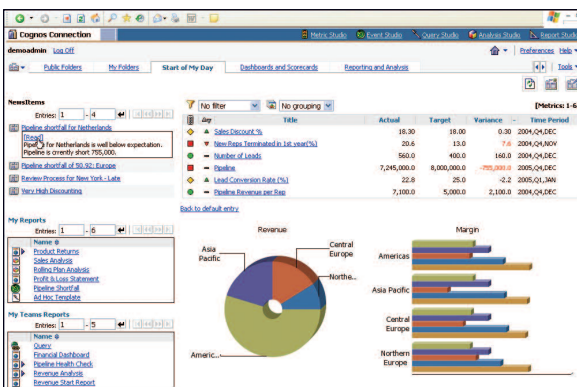 Cognos Connection
Metric Studio Event Studio Query Studio Analysis Studio Report Studio
demoadmin Log Off
Preferences Help
Public Folders My Folders Start of My Day Dashboards and Scorecards Reporting and Analysis Tools
NewsItems
Entries: 1 - 4
Pipeline shortfall for Netherlands
[Read]
Pipeline for Netherlands is well below expectation.
Pipeline is crrently short 755,000.
Pipeline shortfall of 50.92: Europe
Review Process for New York - Late
Very High Discounting
No filter No grouping [Metrics: 1-6
Title Actual Target Variance Time Period
Sales Discount % 18.30 18.00 0.30 2004,Q4,DEC
New Reps Terminated in 1st year(%) 20.6 13.0 7.6 2004,Q4,NOV
Number of Leads 560.0 400.0 160.0 2004,Q4,DEC
Pipeline 7,245,000.0 8,000,000.0 -755,000.0 2005,Q4,DEC
Lead Conversion Rate (%) 22.8 25.0 -2.2 2005,Q1,JAN
Pipeline Revenue per Rep 7,100.0 5,000.0 2,100.0 2004,Q4,DEC
Back to default entry
My Reports
Entries: 1 - 6
Name
Product Returns
Sales Analysis
Rolling Plan Analysis
Profit & Loss Statement
Pipeline Shortfall
Ad Hoc Template
My Teams Reports
Entries: 1 - 5
Name
Query
Financial Dashboard
Pipeline Health Check
Revenue Analysis
Revenue Start Report
Revenue
Asia Pacific
Central Europe
Northe...
Americ...
Margin
Americas
Asia Pacific
Central Europe
Northern Europe